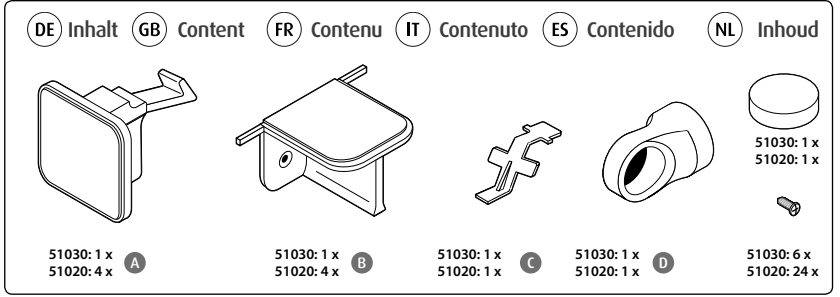 DE Inhalt GB Content FR Contenu IT Contenuto ES Contenido NL Inhoud
51030: 1 x
51020: 1 x
51030: 1 x
51020: 4 x
A
51030: 1 x
51020: 4 x
B
51030: 1 x
51020: 1 x
C
51030: 1 x
51020: 1 x
D
51030: 6 x
51020: 24 x